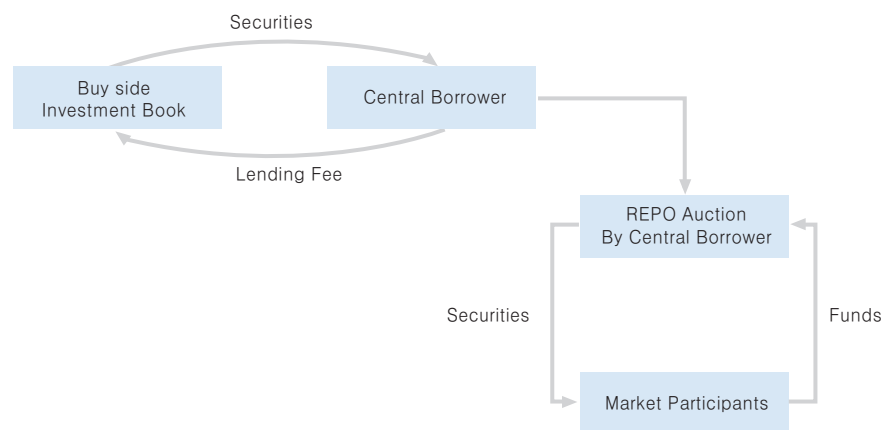 Securities
Buy side
Investment Book
Central Borrower
Lending Fee
REPO Auction
By Central Borrower
Securities
Funds
Market Participants